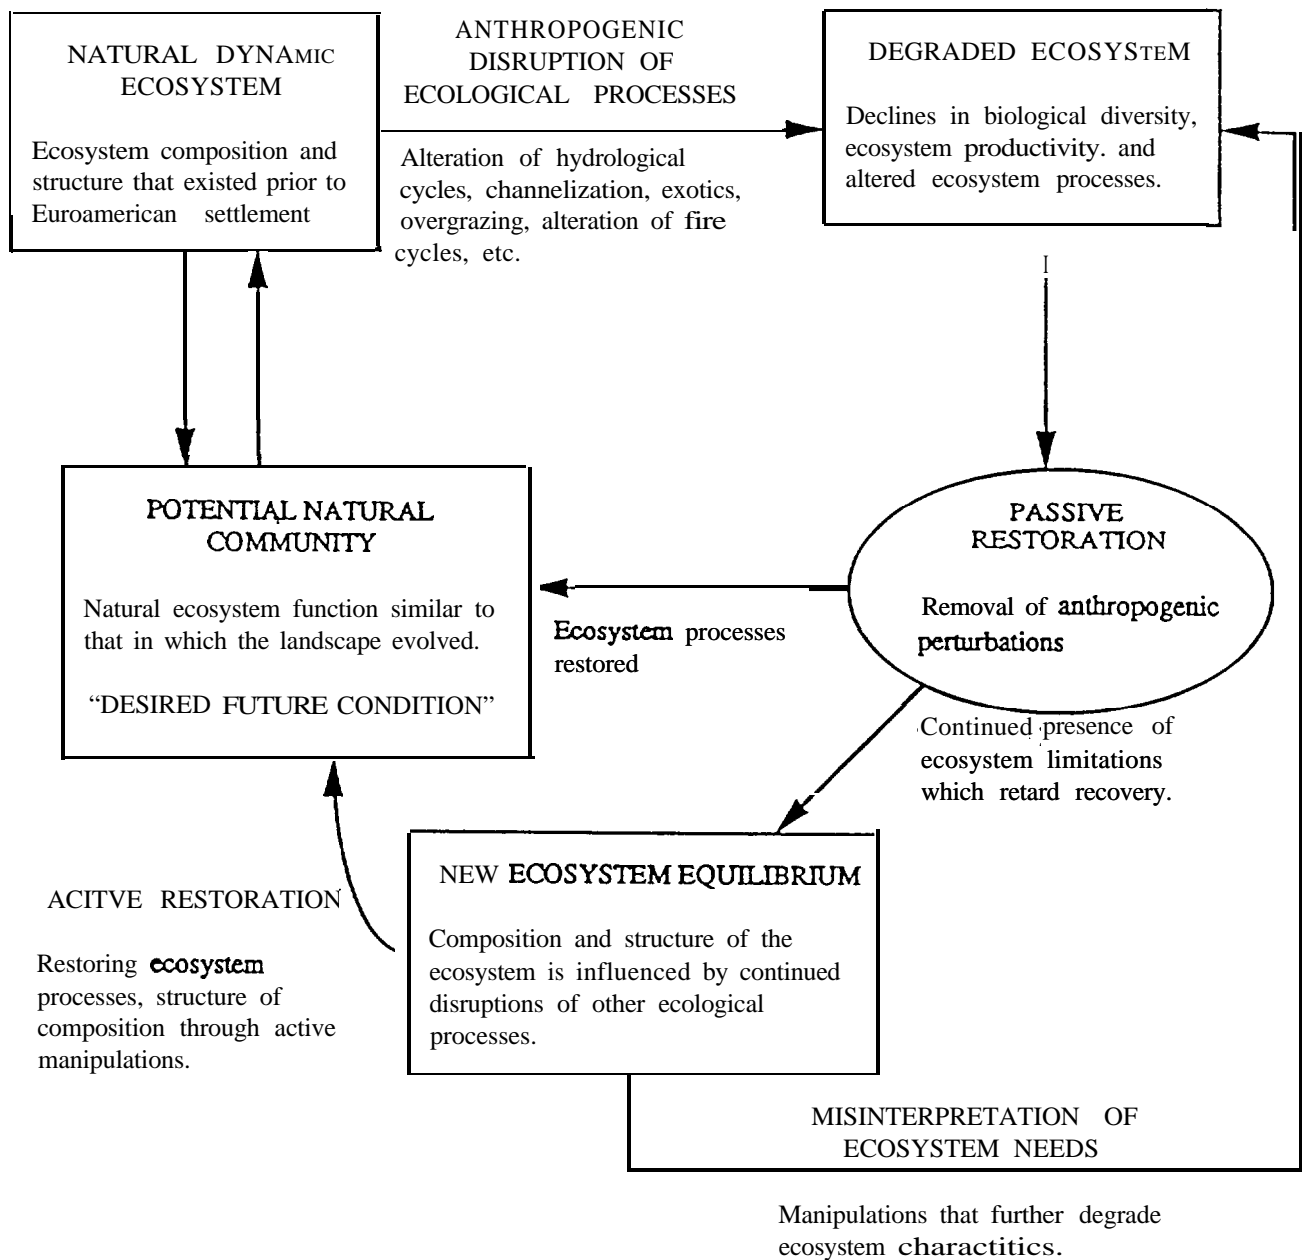 NATURAL DYNAMIC
ECOSYSTEM
Ecosystem composition and
structure that existed prior to
Euroamerican settlement
ANTHROPOGENIC
DISRUPTION OF
ECOLOGICAL PROCESSES
Alteration of hydrological
cycles, channelization, exotics,
overgrazing, alteration of fire
cycles, etc.
DEGRADED ECOSYSteM
Declines in biological diversity,
ecosystem productivity. and
altered ecosystem processes.
POTENTIAL NATURAL
COMMUNITY
Natural ecosystem function similar to
that in which the landscape evolved.
“DESIRED FUTURE CONDITION”
Ecosystem processes
restored
PASSIVE
RESTORATION
Removal of anthropogenic
perturbations
Continued presence of
ecosystem limitations
which retard recovery.
ACITVE RESTORATION
Restoring ecosystem
processes, structure of
composition through active
manipulations.
NEW ECOSYSTEM EQUILIBRIUM
Composition and structure of the
ecosystem is influenced by continued
disruptions of other ecological
processes.
MISINTERPRETATION OF
ECOSYSTEM NEEDS
Manipulations that further degrade
ecosystem charactitics.